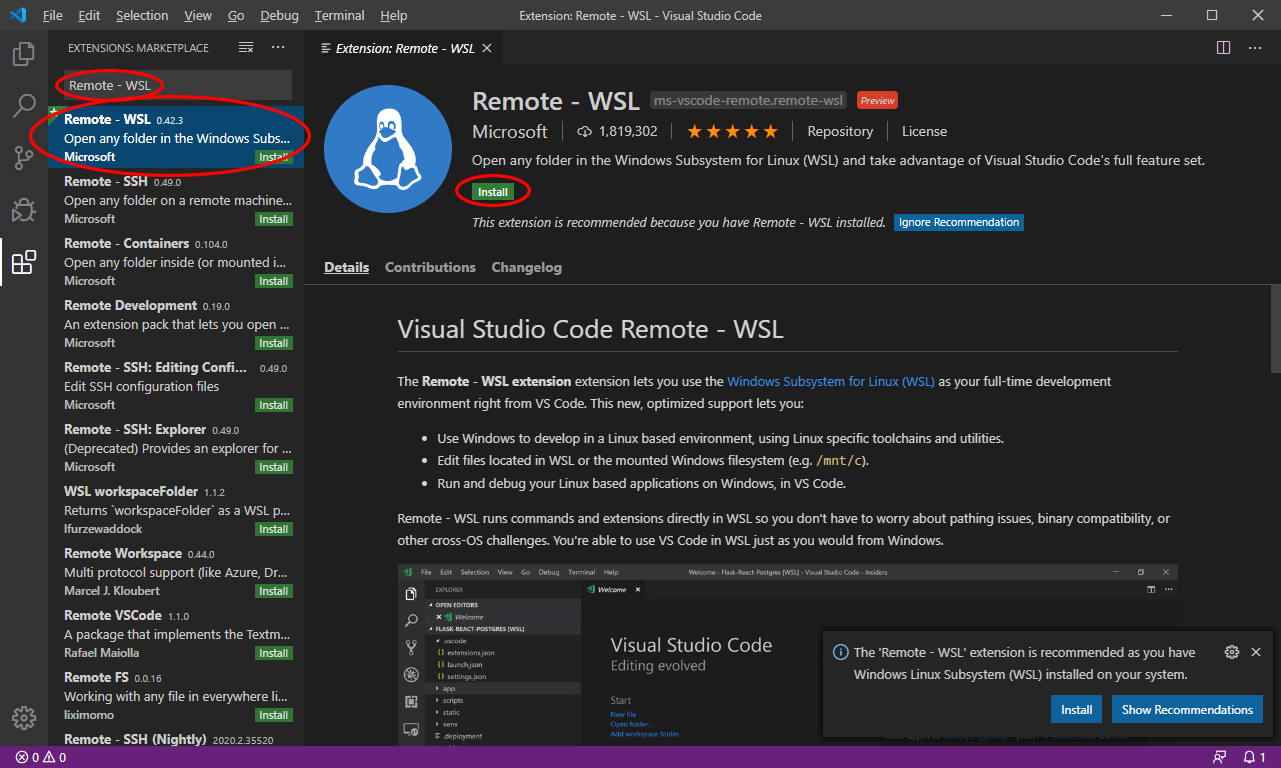 File Edit Selection View Go Debug Terminal Help
Extension: Remote - WSL - Visual Studio Code
EXTENSIONS: MARKETPLACE
Remote - WSL
Remote - WSL 0.42.3
Open any folder in the Windows Subs...
Microsoft Install
Remote - SSH 0.49.0
Open any folder on a remote machine...
Microsoft Install
Remote - Containers 0.104.0
Open any folder inside (or mounted i...
Microsoft Install
Remote Development 0.19.0
An extension pack that lets you open ...
Microsoft Install
Remote - SSH: Editing Confi... 0.49.0
Edit SSH configuration files
Microsoft Install
Remote - SSH: Explorer 0.49.0
(Deprecated) Provides an explorer for ...
Microsoft Install
WSL workspaceFolder 1.1.2
Returns `workspaceFolder` as a WSL p...
lfurzewaddock Install
Remote Workspace 0.44.0
Multi protocol support (like Azure, Dr...
Marcel J. Kloubert Install
Remote VSCode 1.1.0
A package that implements the Textm...
Rafael Maiolla Install
Remote FS 0.0.16
Working with any file in everywhere li...
liximomo Install
Remote - SSH (Nightly) 2020.2.35520
Extension: Remote - WSL
Remote - WSL ms-vscode-remote.remote-wsl Preview
Microsoft 1,819,302 Repository License
Open any folder in the Windows Subsystem for Linux (WSL) and take advantage of Visual Studio Code's full feature set.
Install
This extension is recommended because you have Remote - WSL installed. Ignore Recommendation
Details Contributions Changelog
Visual Studio Code Remote - WSL
The Remote - WSL extension extension lets you use the Windows Subsystem for Linux (WSL) as your full-time development
environment right from VS Code. This new, optimized support lets you:
• Use Windows to develop in a Linux based environment, using Linux specific toolchains and utilities.
• Edit files located in WSL or the mounted Windows filesystem (e.g. /mnt/c).
• Run and debug your Linux based applications on Windows, in VS Code.
Remote - WSL runs commands and extensions directly in WSL so you don't have to worry about pathing issues, binary compatibility, or
other cross-OS challenges. You're able to use VS Code in WSL just as you would from Windows.
File Edit Selection View Go Debug Terminal Help
Welcome - Flask-React-Postgres [WSL] - Visual Studio Code - Insiders
EXPLORER
OPEN EDITORS
Welcome
FLASK-REACT-POSTGRES [WSL]
.vscode
extensions.json
launch.json
settings.json
app
scripts
static
venv
.deployment
Welcome
Visual Studio Code
Editing evolved
Start
New file
Open folder...
Add workspace folder...
The 'Remote - WSL' extension is recommended as you have
Windows Linux Subsystem (WSL) installed on your system.
Install Show Recommendations
0 0
1